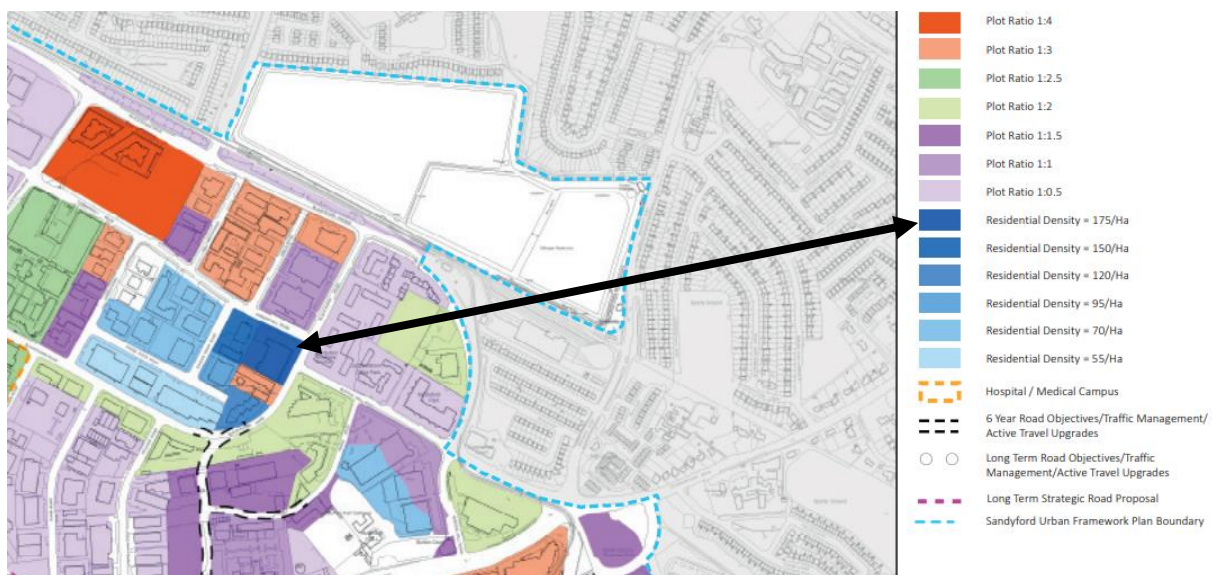 Plot Ratio 1:4
Plot Ratio 1:3
Plot Ratio 1:2.5
Plot Ratio 1:2
Plot Ratio 1:1.5
Plot Ratio 1:1
Plot Ratio 1:0.5
Residential Density = 175/Ha
Residential Density = 150/Ha
Residential Density = 120/Ha
Residential Density = 95/Ha
Residential Density = 70/Ha
Residential Density = 55/Ha
Hospital / Medical Campus
6 Year Road Objectives/Traffic Management/
Active Travel Upgrades
Long Term Road Objectives/Traffic
Management/Active Travel Upgrades
Long Term Strategic Road Proposal
Sandyford Urban Framework Plan Boundary